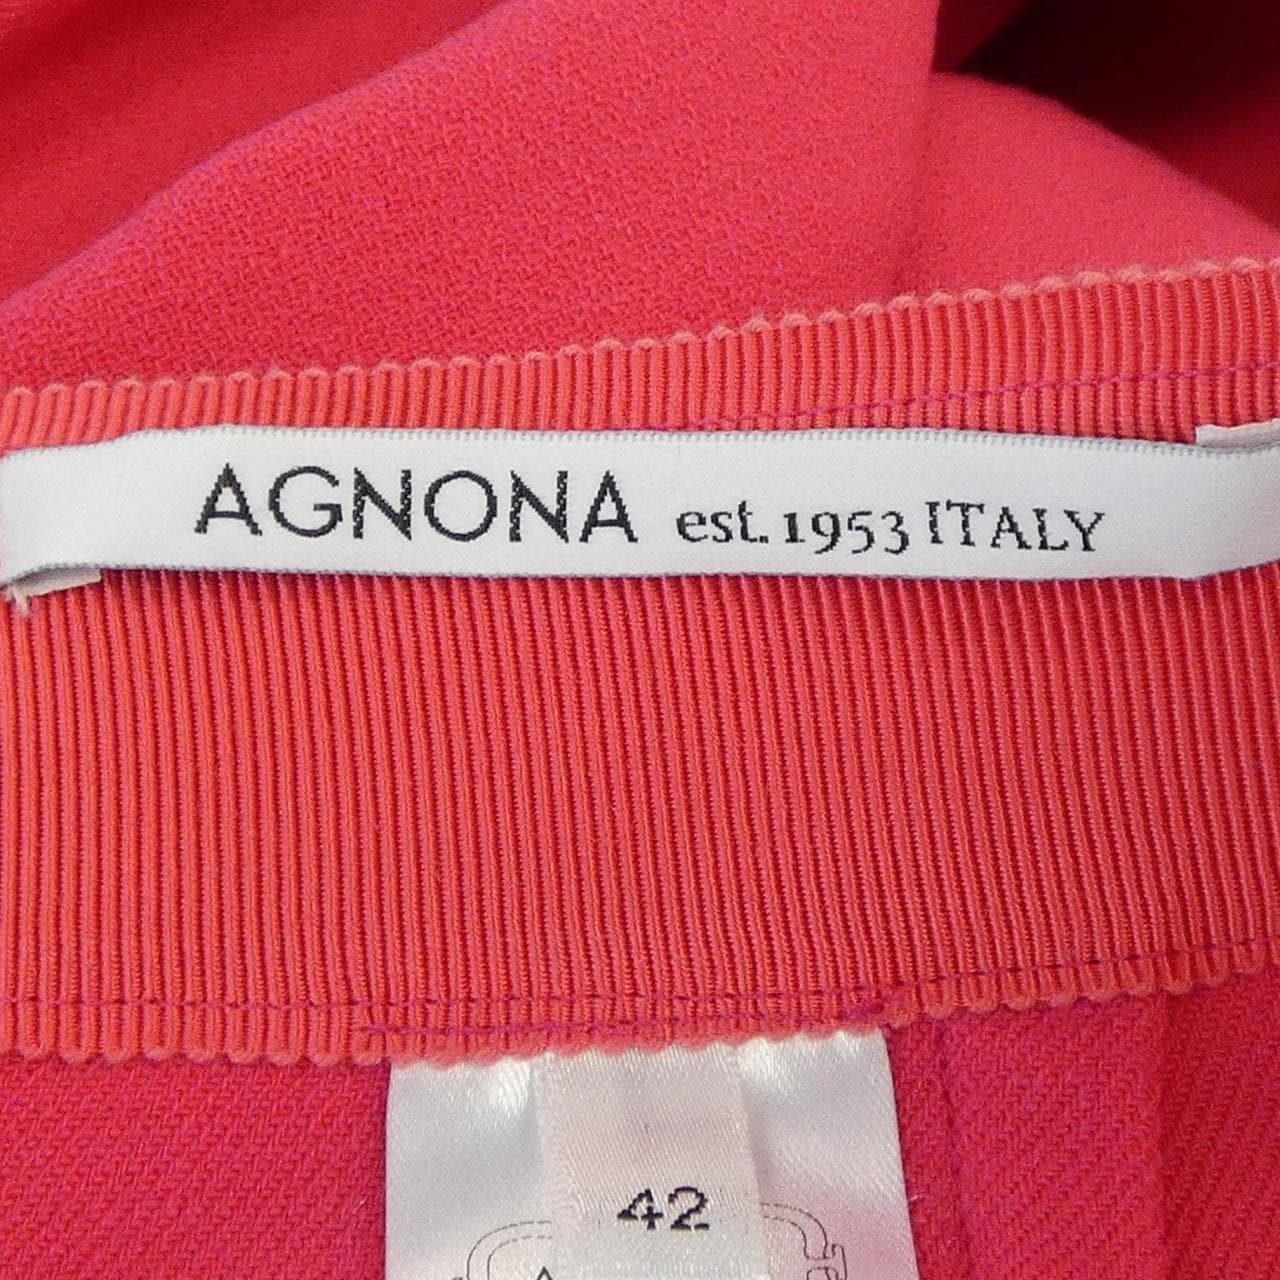 AGNONA est. 1953 ITALY
42